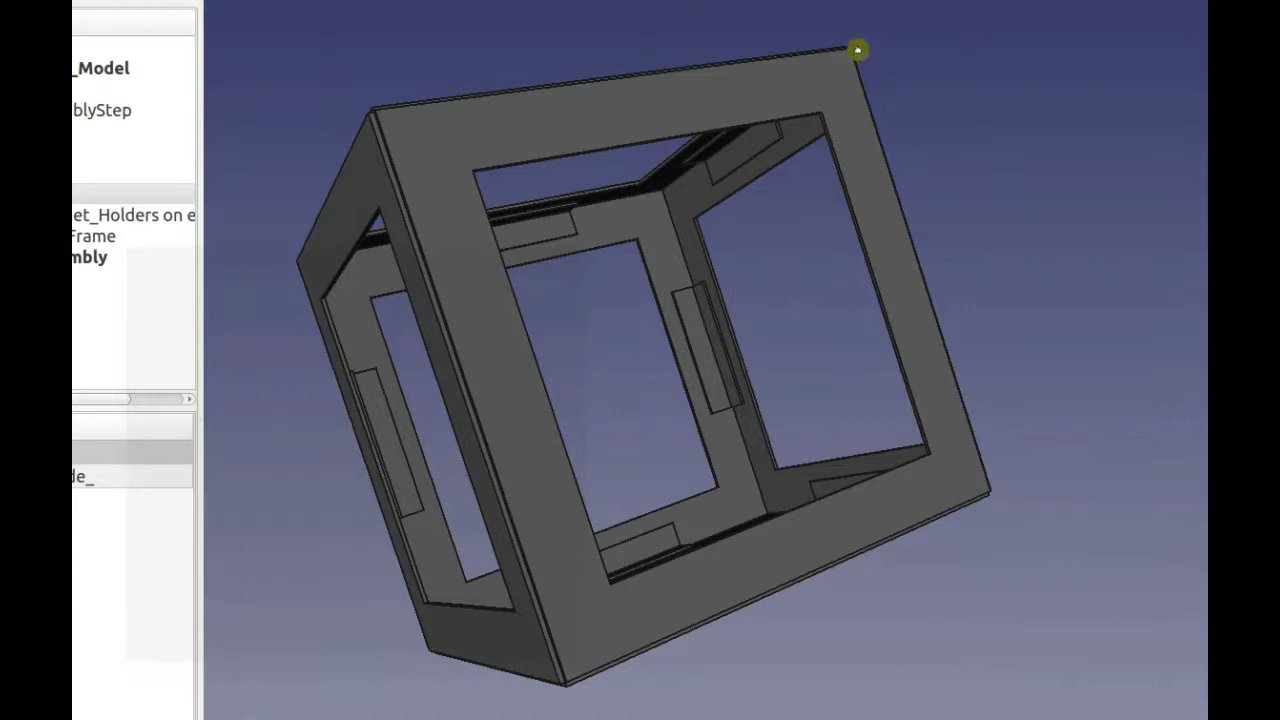 _Model
blyStep
et_Holders on e
Frame
mbly
de_